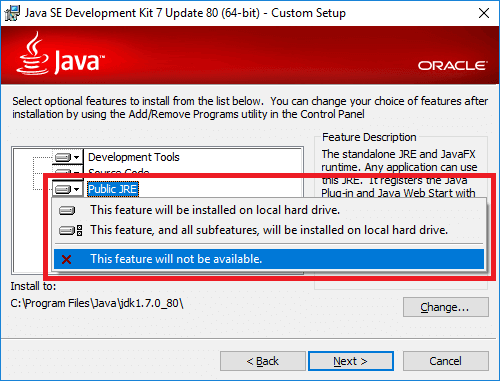 Java SE Development Kit 7 Update 80 (64-bit) - Custom Setup
Java™
ORACLE
Select optional features to install from the list below. You can change your choice of features after
installation by using the Add/Remove Programs utility in the Control Panel
Development Tools
Source Code
Public JRE
Feature Description
The standalone JRE and JavaFX
runtime. Any application can
use this JRE. It registers the Java
Plug-in and Java Web Start with
This feature will be installed on local hard drive.
This feature, and all subfeatures, will be installed on local hard drive.
This feature will not be available.
Install to:
C:\Program Files\Java\jdk1.7.0_80\
Change...
< Back
Next >
Cancel